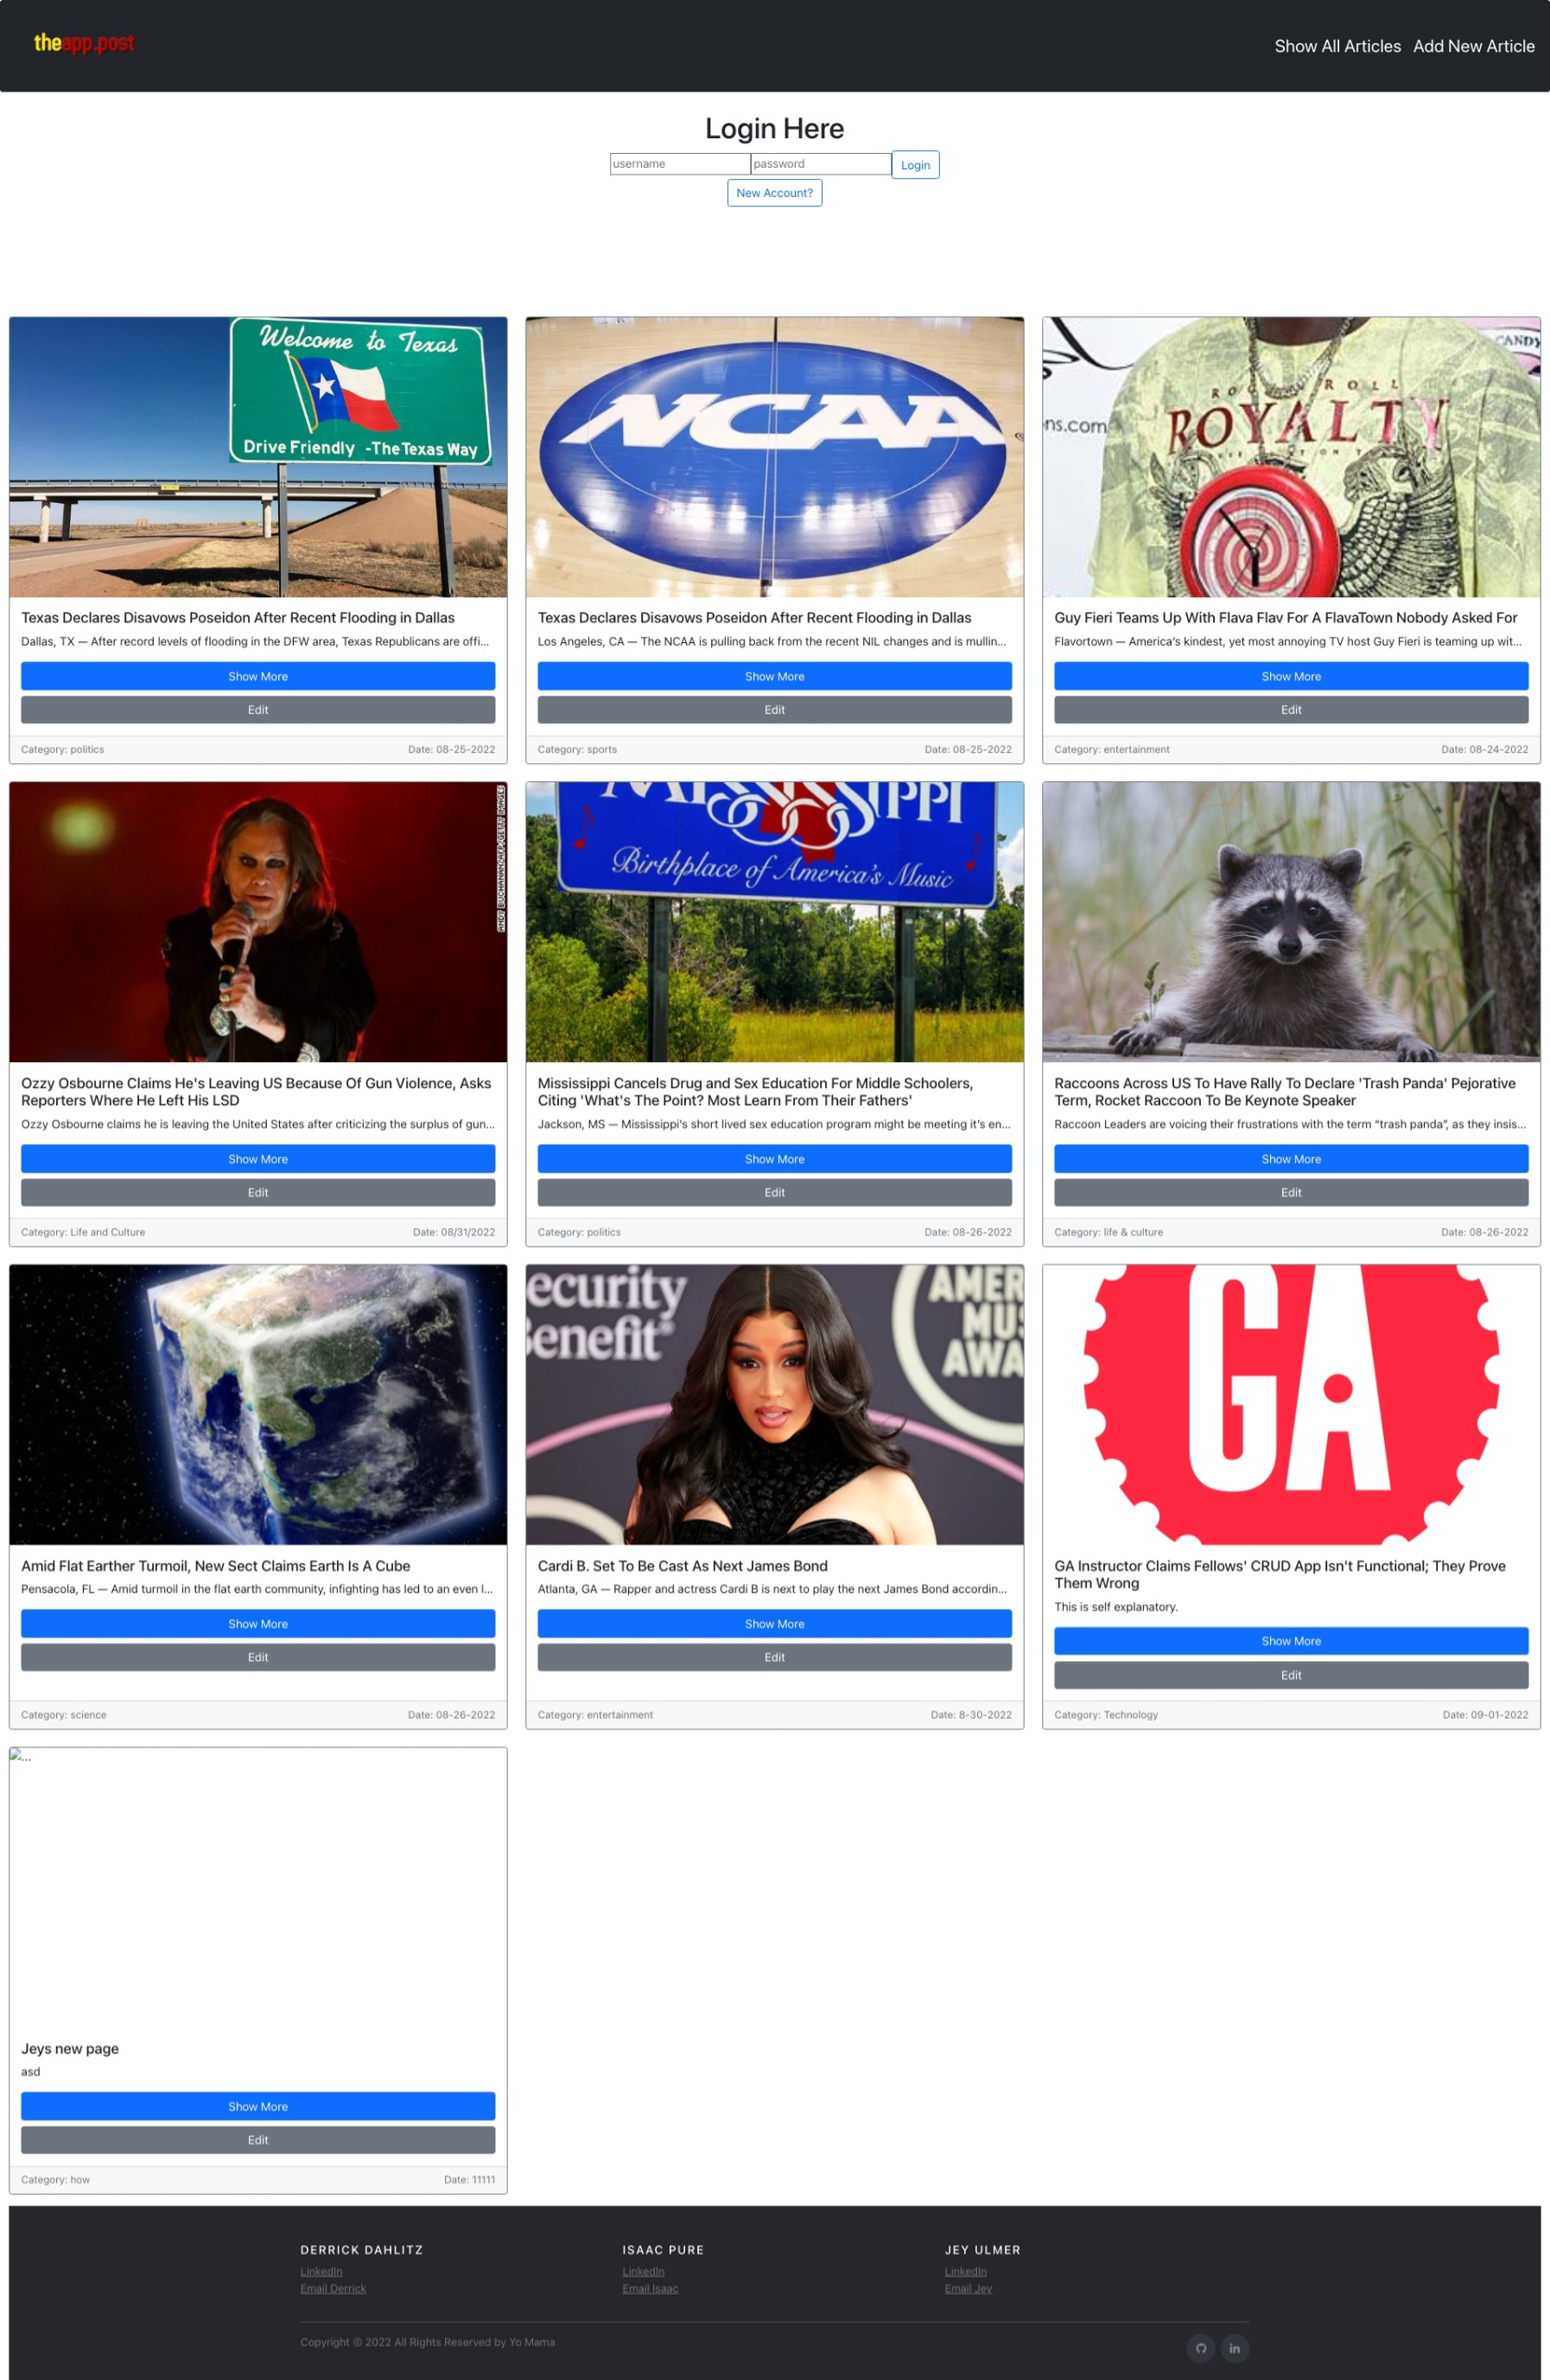 theapp.post
Show All Articles Add New Article
Login Here
username password Login
New Account?
Welcome to Texas
Drive Friendly - The Texas Way
Texas Declares Disavows Poseidon After Recent Flooding in Dallas
Dallas, TX — After record levels of flooding in the DFW area, Texas Republicans are offi...
Show More
Edit
Category: politics Date: 08-25-2022
NCAA
Texas Declares Disavows Poseidon After Recent Flooding in Dallas
Los Angeles, CA — The NCAA is pulling back from the recent NIL changes and is mullin...
Show More
Edit
Category: sports Date: 08-25-2022
CANDY
ns.com
ROYALTY
Guy Fieri Teams Up With Flava Flav For A FlavaTown Nobody Asked For
Flavortown — America’s kindest, yet most annoying TV host Guy Fieri is teaming up wit...
Show More
Edit
Category: entertainment Date: 08-24-2022
ANDY BUCHANAN/AFP/GETTY IMAGES
Ozzy Osbourne Claims He's Leaving US Because Of Gun Violence, Asks
Reporters Where He Left His LSD
Ozzy Osbourne claims he is leaving the United States after criticizing the surplus of gun...
Show More
Edit
Category: Life and Culture Date: 08/31/2022
MISSISSIPPI
Birthplace of America's Music
Mississippi Cancels Drug and Sex Education For Middle Schoolers,
Citing 'What's The Point? Most Learn From Their Fathers'
Jackson, MS — Mississippi’s short lived sex education program might be meeting it’s en...
Show More
Edit
Category: politics Date: 08-26-2022
Raccoons Across US To Have Rally To Declare 'Trash Panda' Pejorative
Term, Rocket Raccoon To Be Keynote Speaker
Raccoon Leaders are voicing their frustrations with the term “trash panda”, as they insis...
Show More
Edit
Category: life & culture Date: 08-26-2022
Amid Flat Earther Turmoil, New Sect Claims Earth Is A Cube
Pensacola, FL — Amid turmoil in the flat earth community, infighting has led to an even l...
Show More
Edit
Category: science Date: 08-26-2022
ecurity
enefit®
AMER
MUS
AWA
Cardi B. Set To Be Cast As Next James Bond
Atlanta, GA — Rapper and actress Cardi B is next to play the next James Bond accordin...
Show More
Edit
Category: entertainment Date: 8-30-2022
GA
GA Instructor Claims Fellows' CRUD App Isn't Functional; They Prove
Them Wrong
This is self explanatory.
Show More
Edit
Category: Technology Date: 09-01-2022
...
Jeys new page
asd
Show More
Edit
Category: how Date: 11111
DERRICK DAHLITZ
LinkedIn
Email Derrick
ISAAC PURE
LinkedIn
Email Isaac
JEY ULMER
LinkedIn
Email Jey
Copyright © 2022 All Rights Reserved by Yo Mama
in